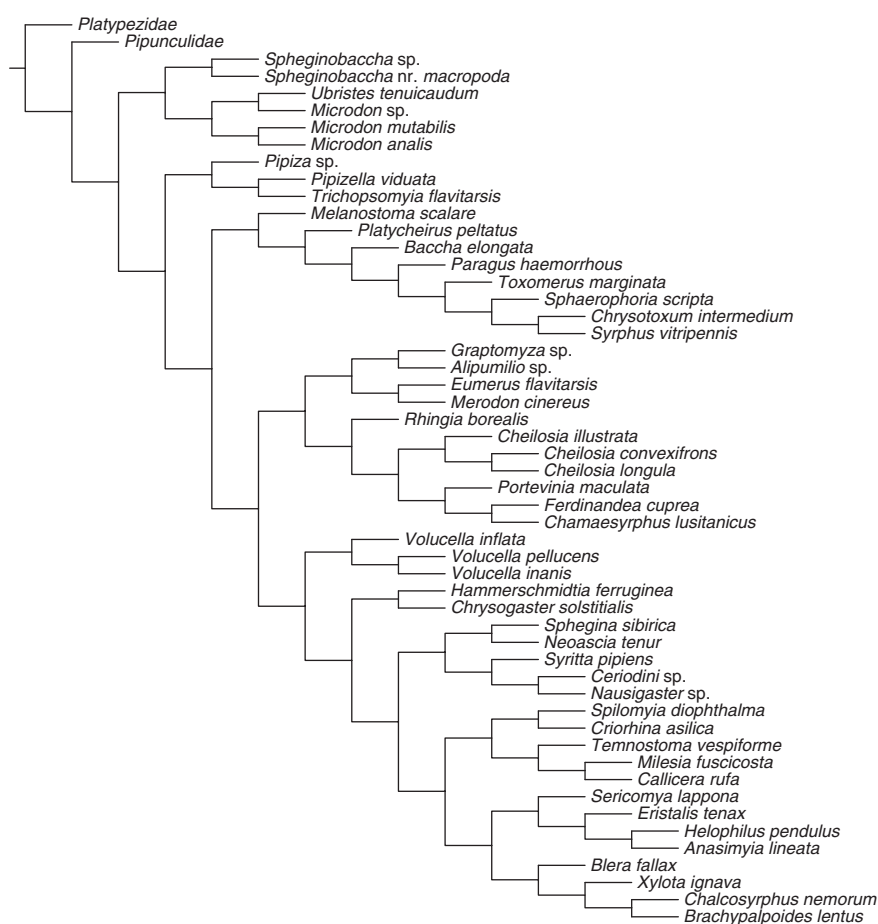 Platypezidae
Pipunculidae
Spheginobaccha sp.
Spheginobaccha nr. macropoda
Ubristes tenuicaudum
Microdon sp.
Microdon mutabilis
Microdon analis
Pipiza sp.
Pipizella viduata
Trichopsomyia flavitarsis
Melanostoma scalare
Platycheirus peltatus
Baccha elongata
Paragus haemorrhous
Toxomerus marginata
Sphaerophoria scripta
Chrysotoxum intermedium
Syrphus vitripennis
Graptomyza sp.
Alipumilio sp.
Eumerus flavitarsis
Merodon cinereus
Rhingia borealis
Cheilosia illustrata
Cheilosia convexifrons
Cheilosia longula
Portevinia maculata
Ferdinandea cuprea
Chamaesyrphus lusitanicus
Volucella inflata
Volucella pellucens
Volucella inanis
Hammerschmidtia ferruginea
Chrysogaster solstitialis
Sphegina sibirica
Neoascia tenur
Syritta pipiens
Ceriodini sp.
Nausigaster sp.
Spilomyia diophthalma
Criorhina asilica
Temnostoma vespiforme
Milesia fuscicosta
Callicera rufa
Sericomya lappona
Eristalis tenax
Helophilus pendulus
Anasimyia lineata
Blera fallax
Xylota ignava
Chalcosyrphus nemorum
Brachypalpoides lentus